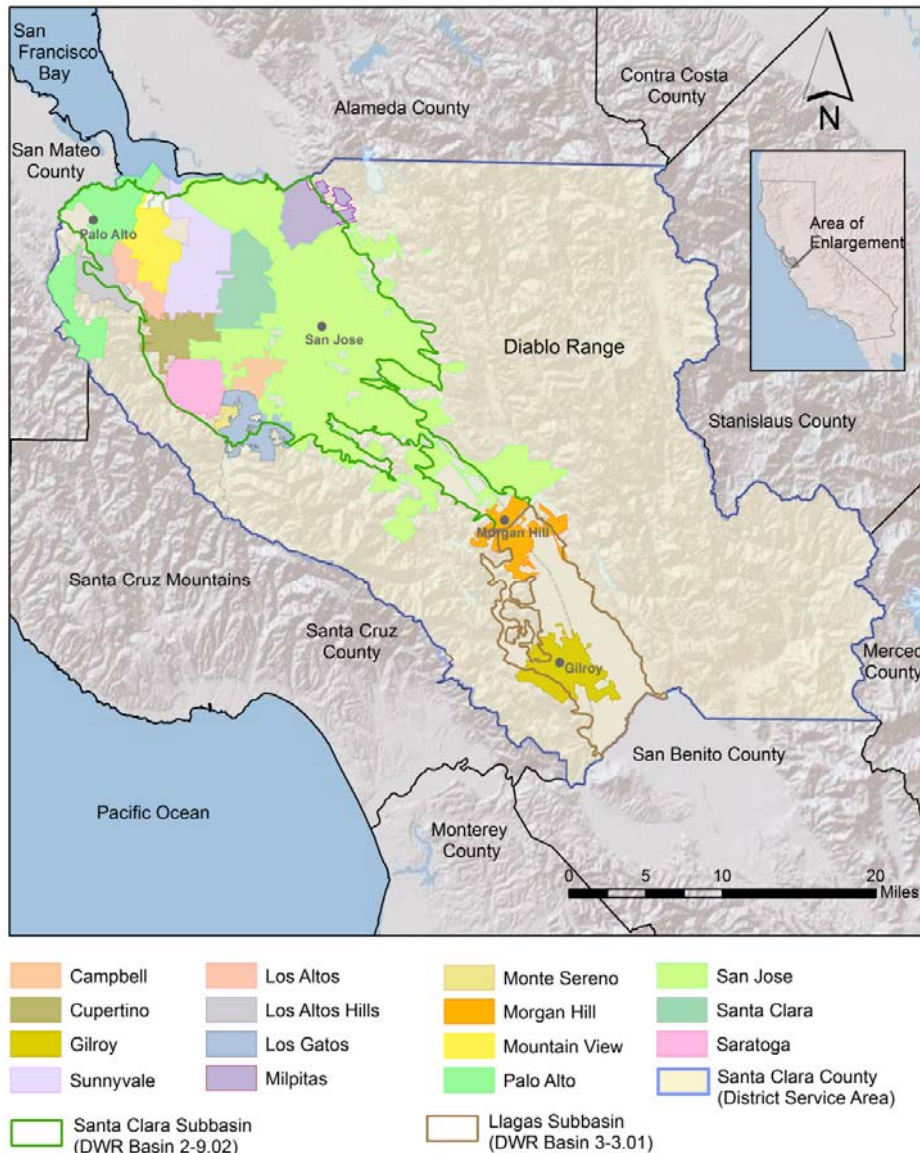 San
Francisco
Bay
Contra Costa
County
Alameda County
N
San Mateo
County
Area of
Enlargement
Palo Alto
San Jose
Diablo Range
Stanislaus County
Morgan Hill
Santa Cruz Mountains
Santa Cruz
County
Merced
County
Gilroy
San Benito County
Pacific Ocean
Monterey
County
0 5 10 20
Miles
Campbell
Cupertino
Gilroy
Sunnyvale
Los Altos
Los Altos Hills
Los Gatos
Milpitas
Monte Sereno
Morgan Hill
Mountain View
Palo Alto
San Jose
Santa Clara
Saratoga
Santa Clara County
(District Service Area)
Santa Clara Subbasin
(DWR Basin 2-9.02)
Llagas Subbasin
(DWR Basin 3-3.01)